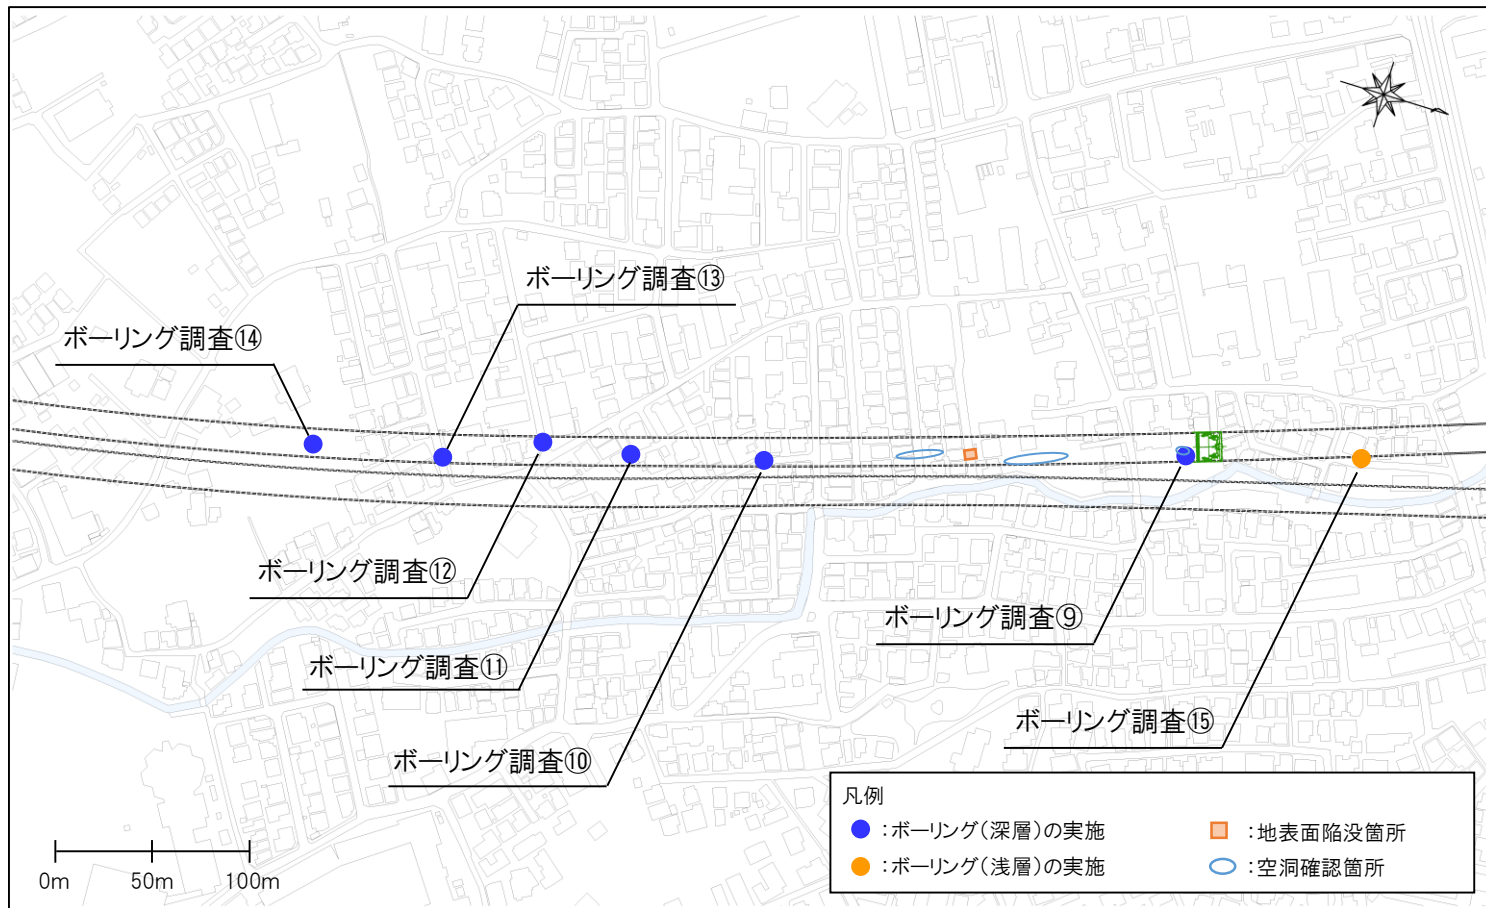 ボーリング調査⑬
ボーリング調査⑭
ボーリング調査⑫
ボーリング調査⑨
ボーリング調査⑪
ボーリング調査⑮
ボーリング調査⑩
凡例
:ボーリング(深層)の実施
:地表面陥没箇所
:ボーリング(浅層)の実施
:空洞確認箇所
0m 50m 100m